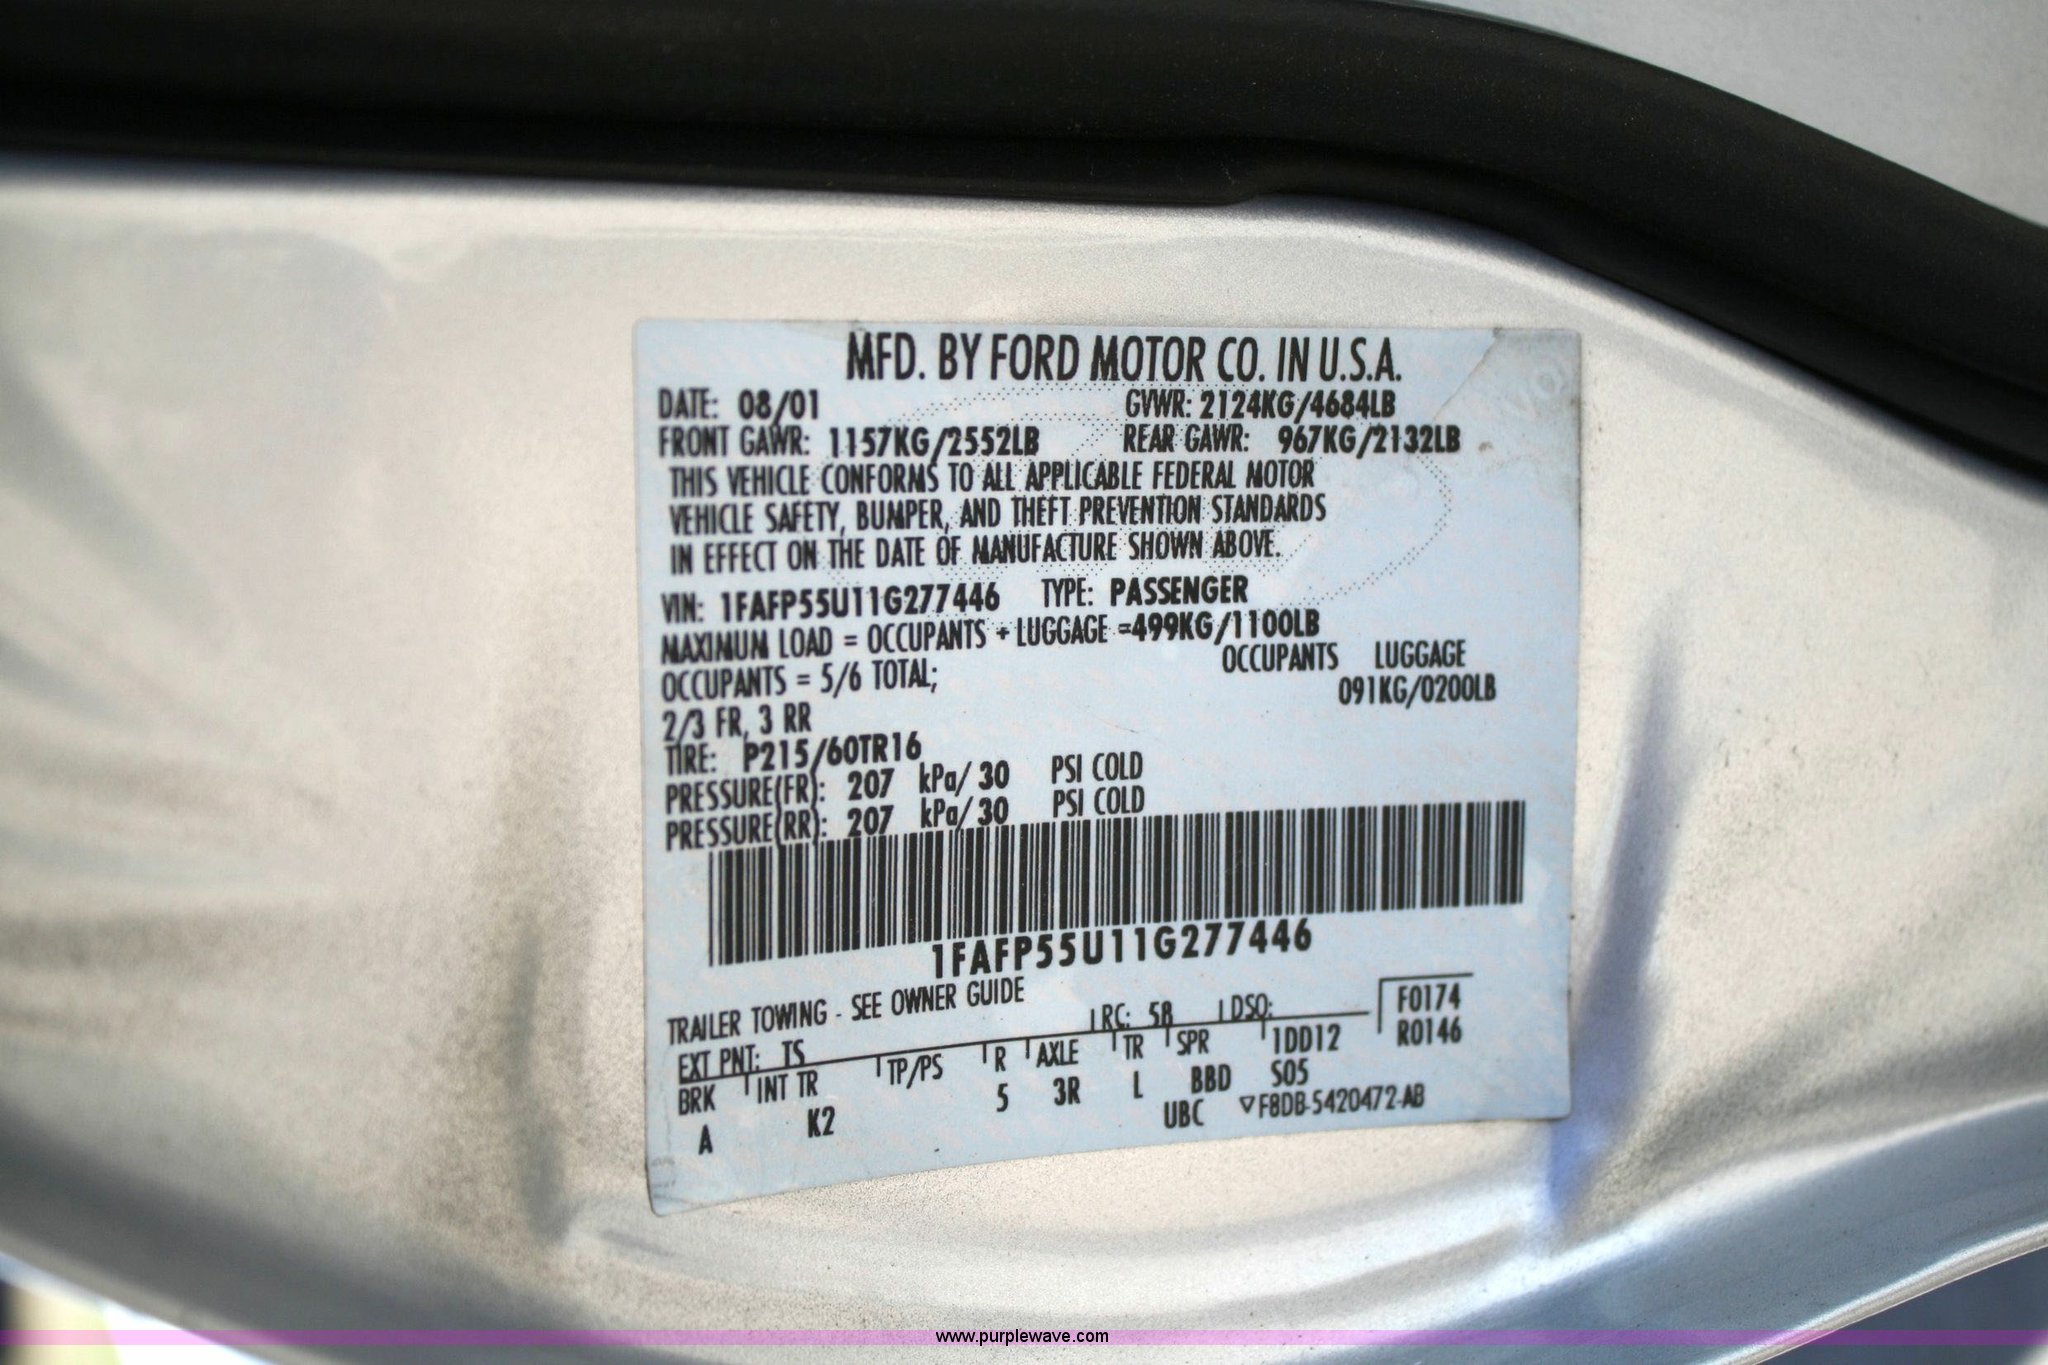 MFD. BY FORD MOTOR CO. IN U.S.A.
DATE: 08/01 GVWR: 2124KG/4684LB
FRONT GAWR: 1157KG/2552LB REAR GAWR: 967KG/2132LB
THIS VEHICLE CONFORMS TO ALL APPLICABLE FEDERAL MOTOR
VEHICLE SAFETY, BUMPER, AND THEFT PREVENTION STANDARDS
IN EFFECT ON THE DATE OF MANUFACTURE SHOWN ABOVE.
VIN: 1FAFP55U11G277446 TYPE: PASSENGER
MAXIMUM LOAD = OCCUPANTS + LUGGAGE =499KG/1100LB
OCCUPANTS = 5/6 TOTAL; OCCUPANTS LUGGAGE
2/3 FR, 3 RR 091KG/0200LB
TIRE: P215/60TR16
PRESSURE(FR): 207 kPa/ 30 PSI COLD
PRESSURE(RR): 207 kPa/ 30 PSI COLD
1FAFP55U11G277446
TRAILER TOWING - SEE OWNER GUIDE
EXT PNT: TS RC: 58 DSO: F0174
BRK INT TR TP/PS R AXLE TR SPR 1DD12 R0146
A K2 5 3R L BBD S05
UBC ▽F8DB-5420472-AB
www.purplewave.com